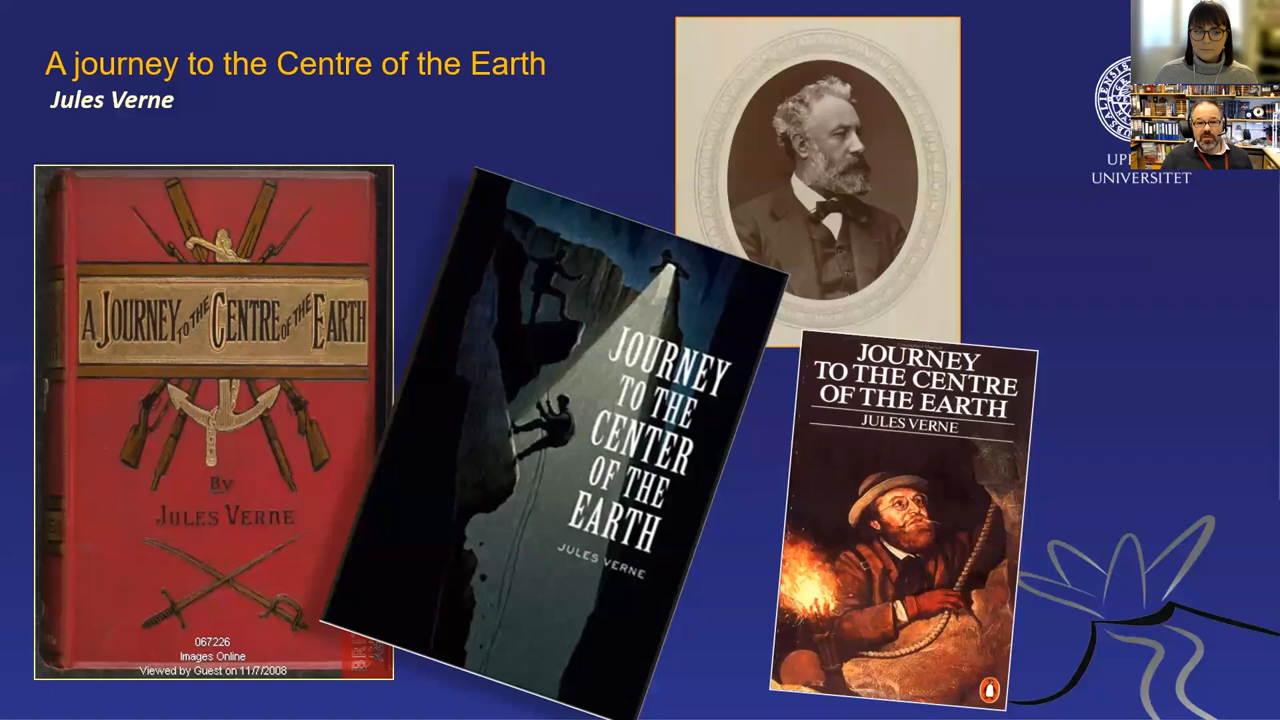 A journey to the Centre of the Earth
Jules Verne
A JOURNEY TO THE CENTRE OF THE EARTH
By
JULES VERNE
067226
Images Online
Viewed by Guest on 11/7/2008
JOURNEY
TO THE
CENTER
OF THE
EARTH
JULES VERNE
JOURNEY
TO THE CENTRE
OF THE EARTH
JULES VERNE
UNIVERSITET